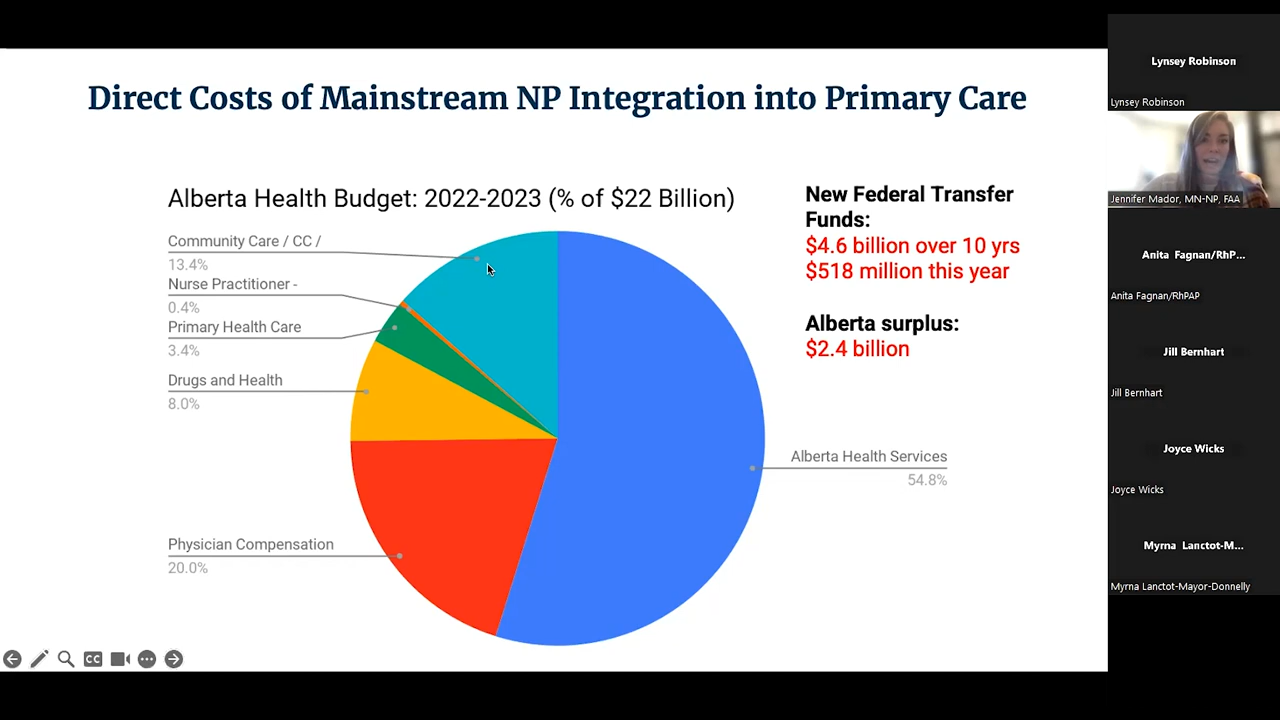 Direct Costs of Mainstream NP Integration into Primary Care
Alberta Health Budget: 2022-2023 (% of $22 Billion)
Community Care / CC /
13.4%
Nurse Practitioner -
0.4%
Primary Health Care
3.4%
Drugs and Health
8.0%
Physician Compensation
20.0%
Alberta Health Services
54.8%
New Federal Transfer
Funds:
$4.6 billion over 10 yrs
$518 million this year
Alberta surplus:
$2.4 billion
CC
Lynsey Robinson
Lynsey Robinson
Jennifer Mador, MN-NP, FAA
Anita Fagnan/RhP...
Anita Fagnan/RhPAP
Jill Bernhart
Jill Bernhart
Joyce Wicks
Joyce Wicks
Myrna Lanctot-M...
Myrna Lanctot-Mayor-Donnelly